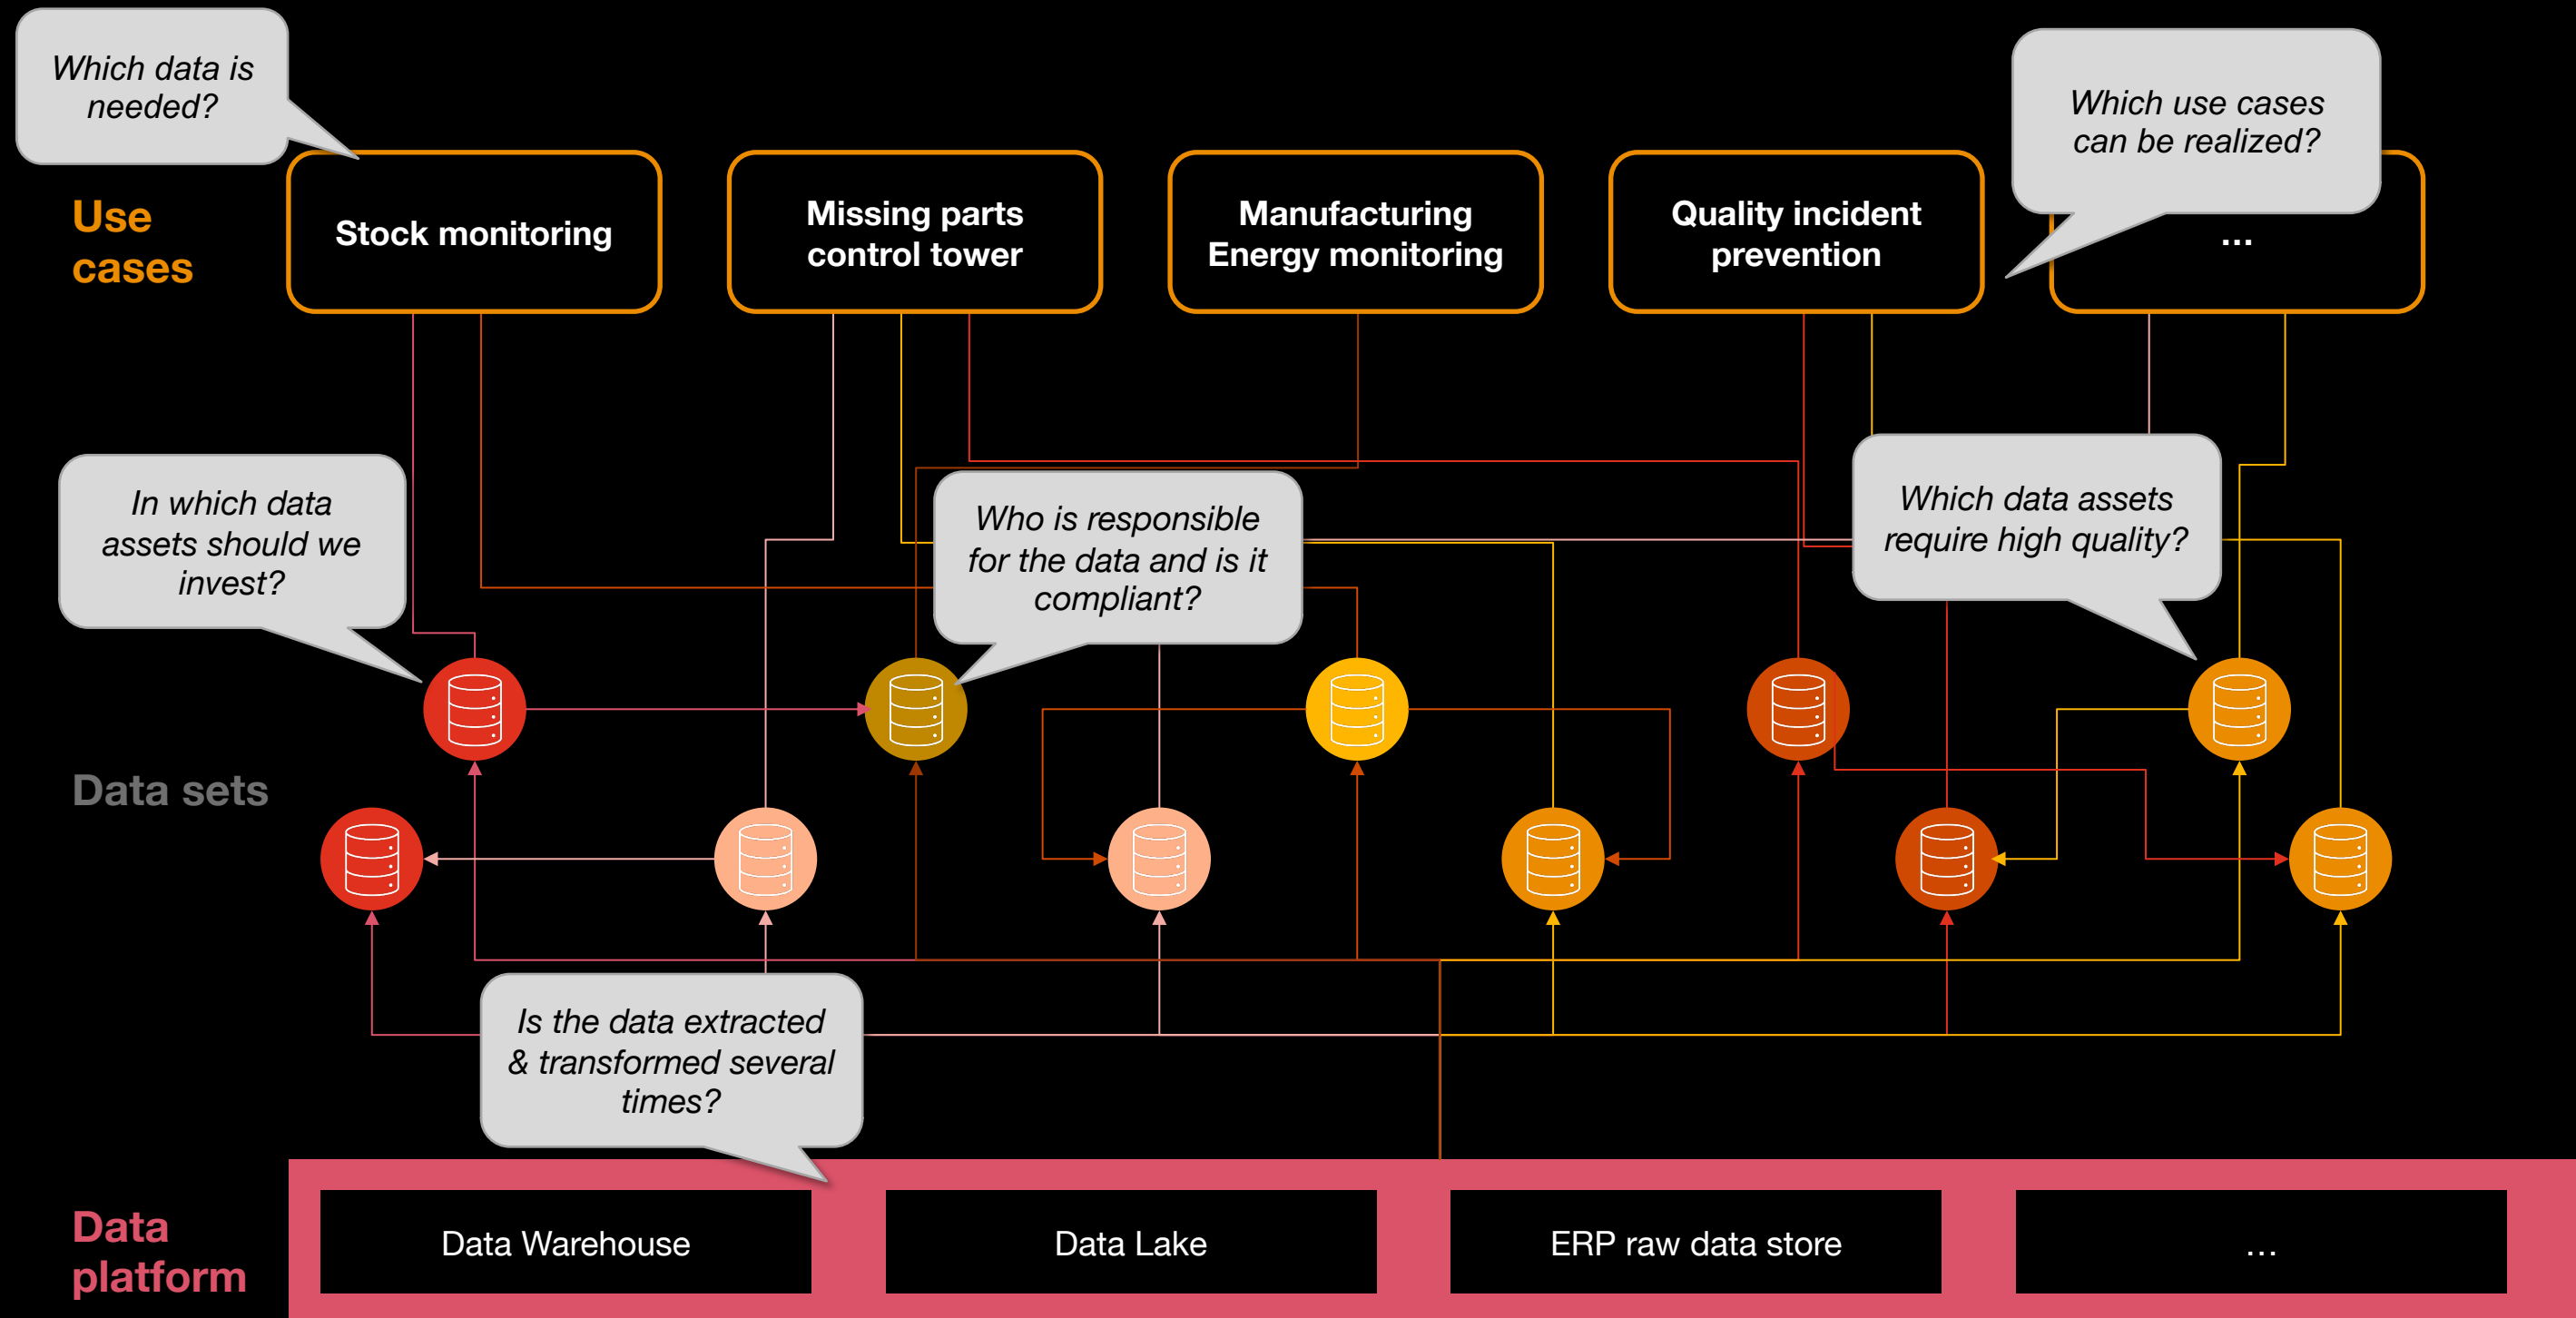 Which data is
needed?
Which use cases
can be realized?
Use
cases
Stock monitoring
Missing parts
control tower
Manufacturing
Energy monitoring
Quality incident
prevention
...
In which data
assets should we
invest?
Who is responsible
for the data and is it
compliant?
Which data assets
require high quality?
Data sets
Is the data extracted
& transformed several
times?
Data
platform
Data Warehouse
Data Lake
ERP raw data store
...